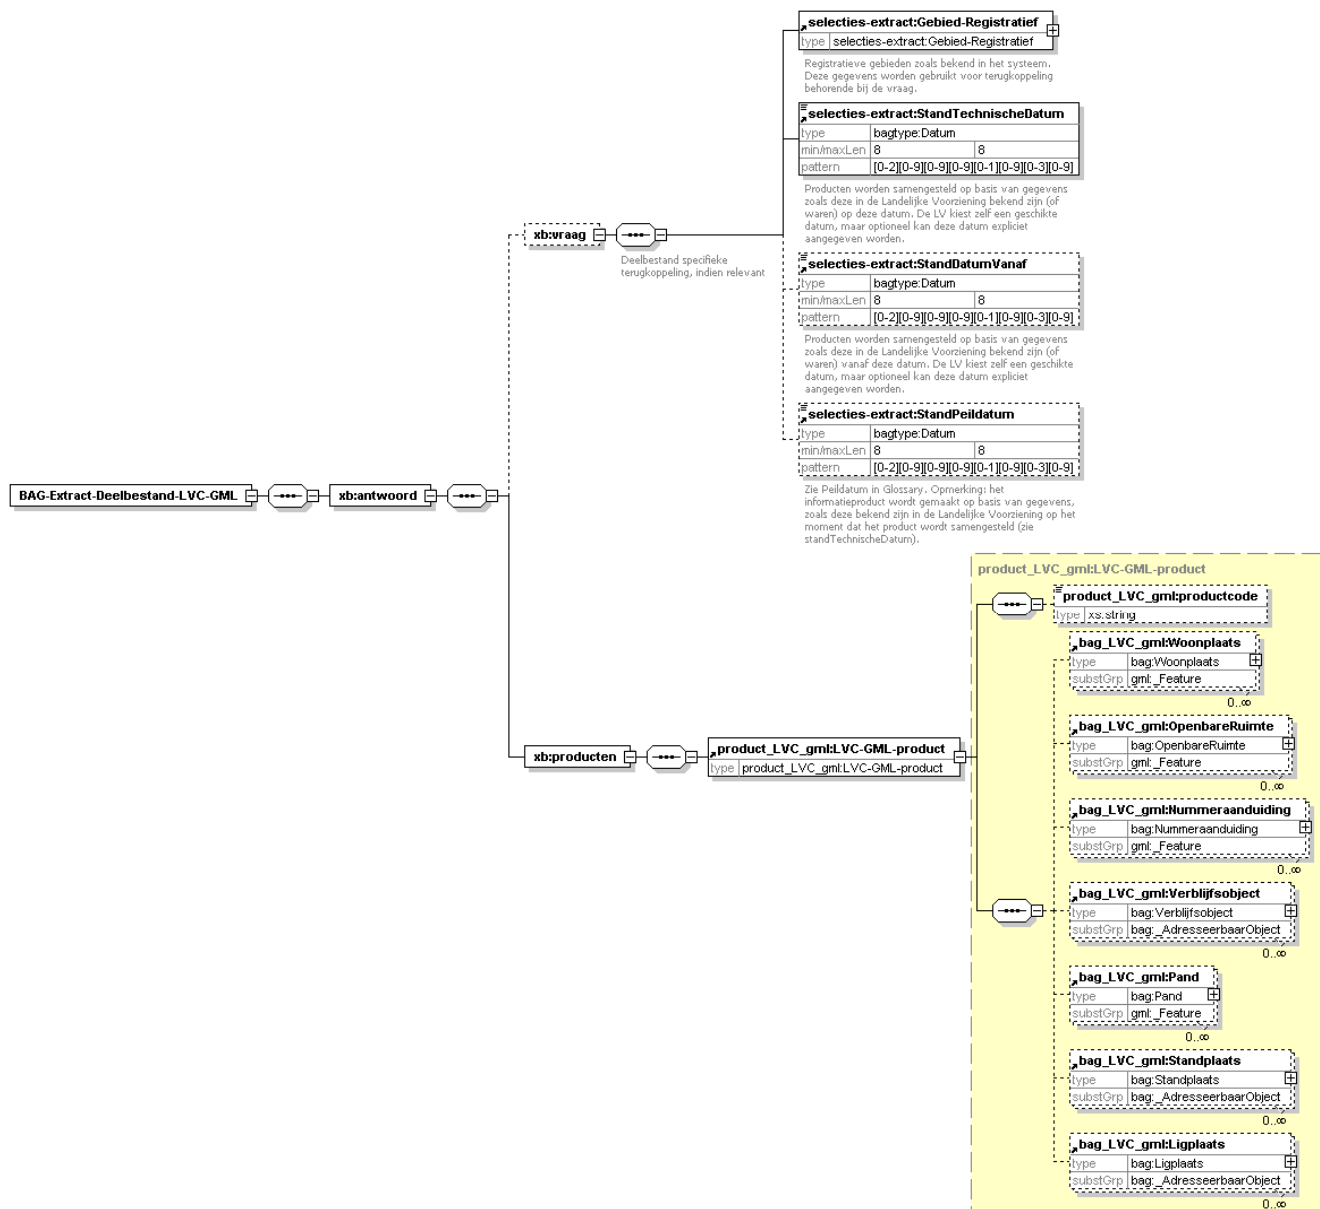 selecties-extract:Gebied-Registratief
type selecties-extract:Gebied-Registratief
Registratieve gebieden zoals bekend in het systeem.
Deze gegevens worden gebruikt voor terugkoppeling
behorende bij de vraag.
selecties-extract:StandTechnischeDatum
type bagtype:Datum
min/maxLen 8 8
pattern [0-2][0-9][0-9][0-9][0-1][0-9][0-3][0-9]
Producten worden samengesteld op basis van gegevens
zoals deze in de Landelijke Voorziening bekend zijn (of
waren) op deze datum. De LV kiest zelf een geschikte
datum, maar optioneel kan deze datum expliciet
aangegeven worden.
xb:vraag
Deelbestand specifieke
terugkoppeling, indien relevant
selecties-extract:StandDatumVanaf
type bagtype:Datum
min/maxLen 8 8
pattern [0-2][0-9][0-9][0-9][0-1][0-9][0-3][0-9]
Producten worden samengesteld op basis van gegevens
zoals deze in de Landelijke Voorziening bekend zijn (of
waren) vanaf deze datum. De LV kiest zelf een geschikte
datum, maar optioneel kan deze datum expliciet
aangegeven worden.
selecties-extract:StandPeildatum
type bagtype:Datum
min/maxLen 8 8
pattern [0-2][0-9][0-9][0-9][0-1][0-9][0-3][0-9]
Zie Peildatum in Glossary. Opmerking: het
informatieproduct wordt gemaakt op basis van gegevens,
zoals deze bekend zijn in de Landelijke Voorziening op het
moment dat het product wordt samengesteld (zie
standTechnischeDatum).
BAG-Extract-Deelbestand-LVC-GML
xb:antwoord
product_LVC_gml:LVC-GML-product
product_LVC_gml:productcode
type xs:string
bag_LVC_gml:Woonplaats
type bag:Woonplaats
substGrp gml:_Feature
0..∞
bag_LVC_gml:OpenbareRuimte
type bag:OpenbareRuimte
substGrp gml:_Feature
0..∞
xb:producten
product_LVC_gml:LVC-GML-product
type product_LVC_gml:LVC-GML-product
bag_LVC_gml:Nummeraanduiding
type bag:Nummeraanduiding
substGrp gml:_Feature
0..∞
bag_LVC_gml:Verblijfsobject
type bag:Verblijfsobject
substGrp bag:_AdresseerbaarObject
0..∞
bag_LVC_gml:Pand
type bag:Pand
substGrp gml:_Feature
0..∞
bag_LVC_gml:Standplaats
type bag:Standplaats
substGrp bag:_AdresseerbaarObject
0..∞
bag_LVC_gml:Ligplaats
type bag:Ligplaats
substGrp bag:_AdresseerbaarObject
0..∞